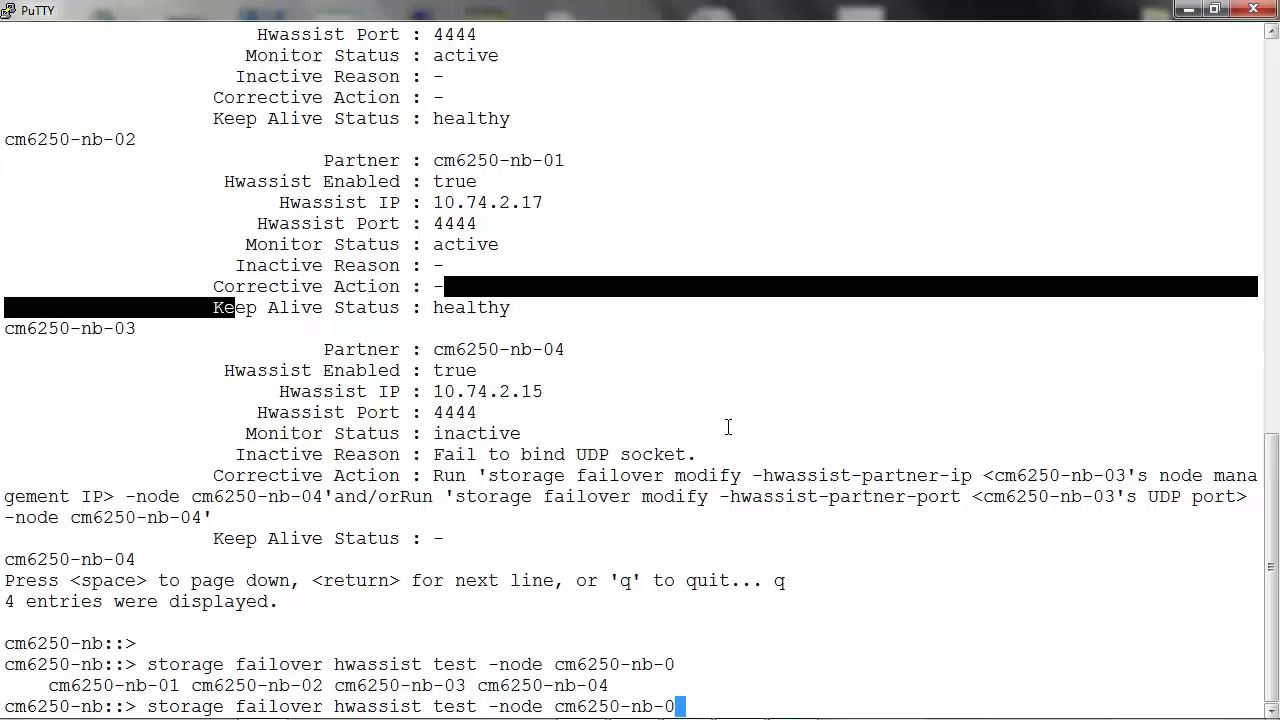 PuTTY
Hwassist Port : 4444
Monitor Status : active
Inactive Reason : -
Corrective Action : -
Keep Alive Status : healthy
cm6250-nb-02
Partner : cm6250-nb-01
Hwassist Enabled : true
Hwassist IP : 10.74.2.17
Hwassist Port : 4444
Monitor Status : active
Inactive Reason : -
Corrective Action : -
Keep Alive Status : healthy
cm6250-nb-03
Partner : cm6250-nb-04
Hwassist Enabled : true
Hwassist IP : 10.74.2.15
Hwassist Port : 4444
Monitor Status : inactive
Inactive Reason : Fail to bind UDP socket.
Corrective Action : Run 'storage failover modify -hwassist-partner-ip <cm6250-nb-03's node mana
gement IP> -node cm6250-nb-04'and/orRun 'storage failover modify -hwassist-partner-port <cm6250-nb-03's UDP port>
-node cm6250-nb-04'
Keep Alive Status : -
cm6250-nb-04
Press <space> to page down, <return> for next line, or 'q' to quit... q
4 entries were displayed.
cm6250-nb::>
cm6250-nb::> storage failover hwassist test -node cm6250-nb-0
cm6250-nb-01 cm6250-nb-02 cm6250-nb-03 cm6250-nb-04
cm6250-nb::> storage failover hwassist test -node cm6250-nb-0